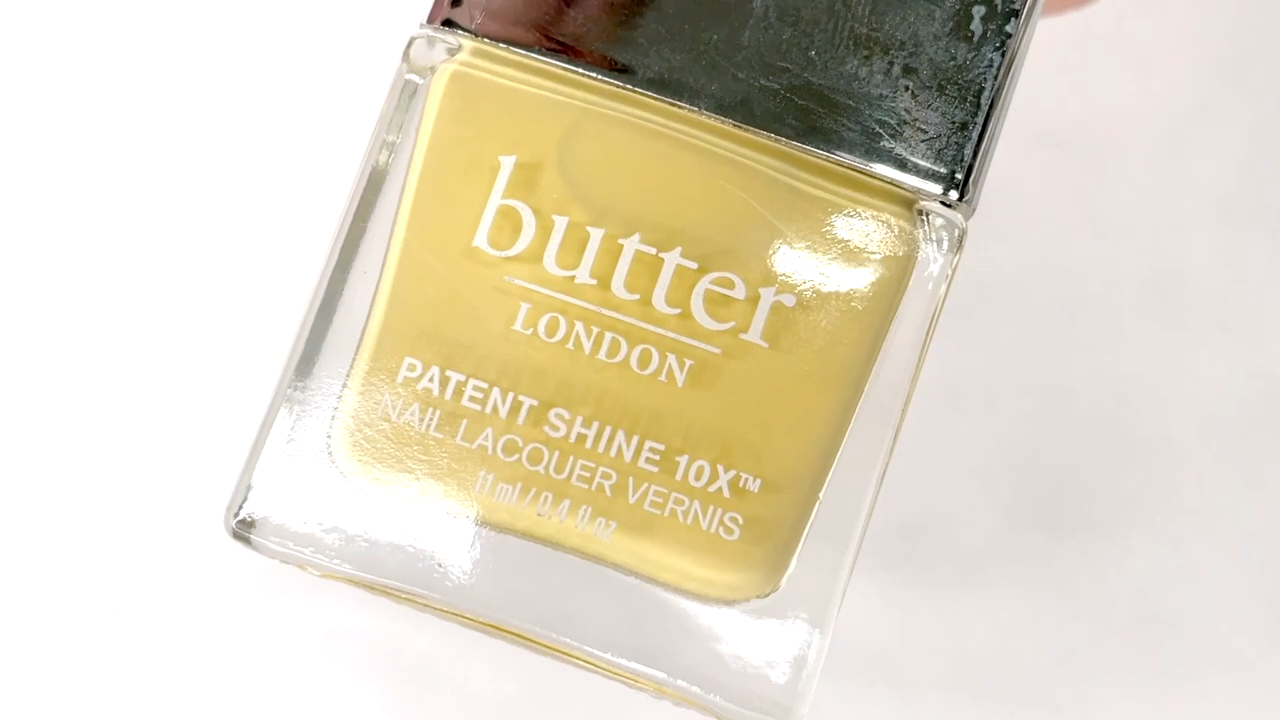 butter
LONDON
PATENT SHINE 10X™
NAIL LACQUER VERNIS
11 ml / 0.4 fl oz